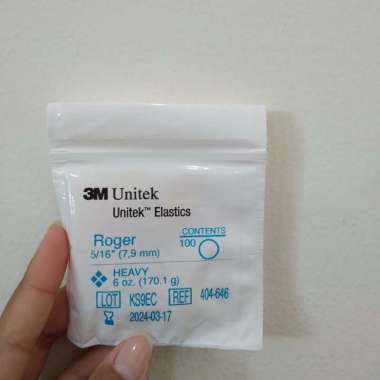 3M Unitek
Unitek™ Elastics
Roger
5/16" (7,9 mm)
CONTENTS
100
HEAVY
6 oz. (170.1 g)
LOT KS9EC REF 404-646
2024-03-17